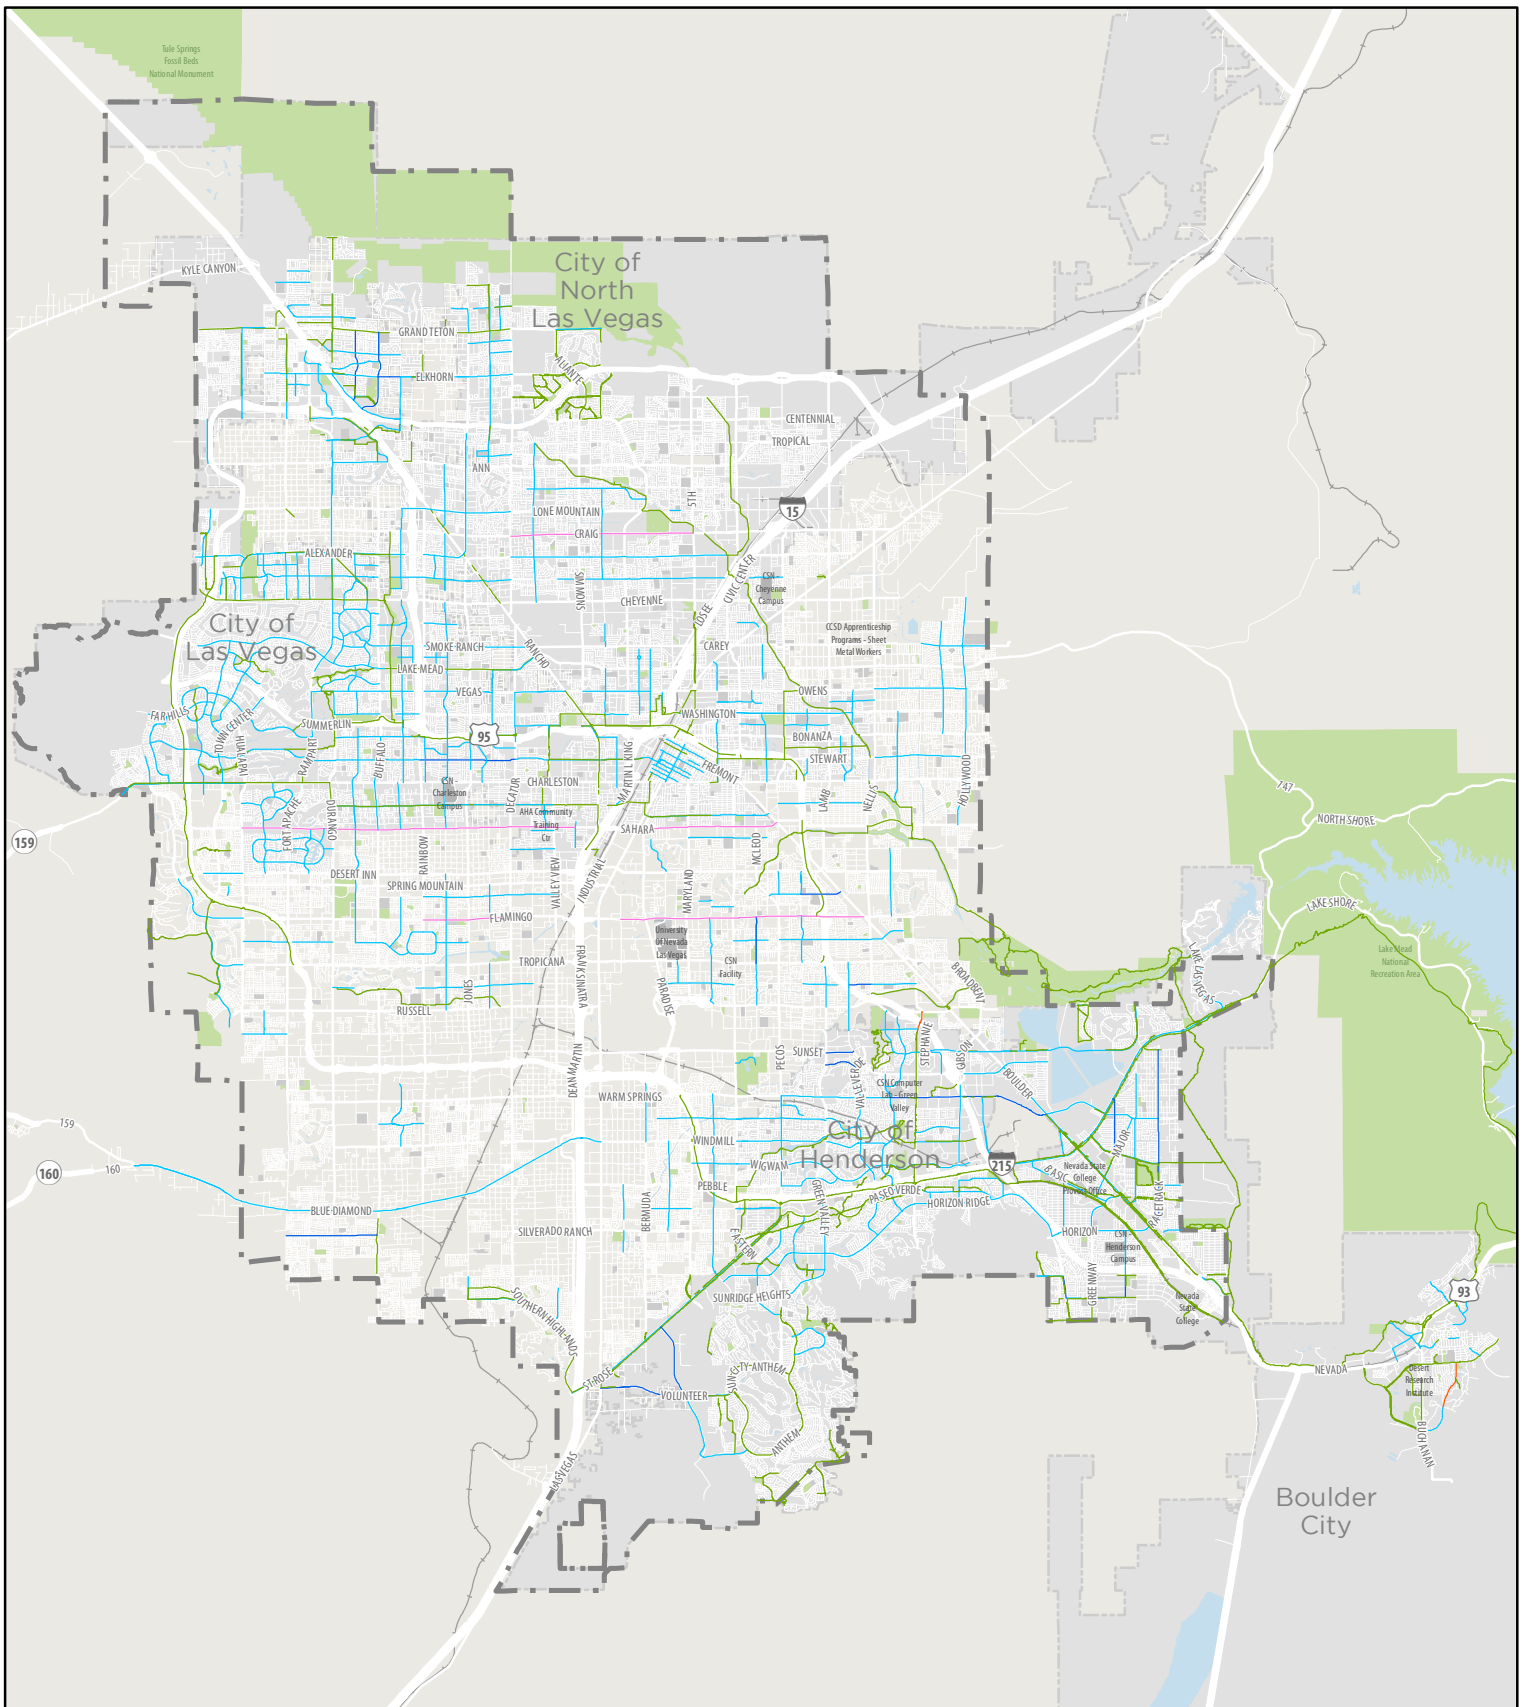 Tule Springs
Fossil Beds
National Monument
City of
North
Las Vegas
KYLE CANYON
GRAND TETON
ALIANTE
ELKHORN
CENTENNIAL
TROPICAL
ANN
5TH
15
LONE MOUNTAIN
CRAIG
ALEXANDER
SIMMONS
CHEYENNE
CIVIC CENTER
LOSEE
CSN -
Cheyenne
Campus
City of
Las Vegas
CCSD Apprenticeship
Programs - Sheet
Metal Workers
SMOKE RANCH
RANCHO
CAREY
LAKE MEAD
VEGAS
OWENS
FAR HILLS
TOWN CENTER
SUMMERLIN
WASHINGTON
95
BONANZA
HUALAPAI
RAMPART
BUFFALO
MARTIN L KING
FREMONT
STEWART
HOLLYWOOD
CSN -
Charleston
Campus
DECATUR
CHARLESTON
LAMB
NELLIS
147
NORTH SHORE
FORT APACHE
DURANGO
AHA Community
Training
Ctr
SAHARA
MCLEOD
159
RAINBOW
DESERT INN
SPRING MOUNTAIN
VALLEY VIEW
INDUSTRIAL
MARYLAND
LAKE SHORE
FLAMINGO
University
Of Nevada
Las Vegas
Lake Mead
National
Recreation Area
LAKE LAS VEGAS
TROPICANA
FRANK SINATRA
CSN
Facility
BROADBENT
JONES
PARADISE
RUSSELL
STEPHANIE
GIBSON
DEAN MARTIN
PECOS
SUNSET
VALLE VERDE
CSN Computer
Lab - Green
Valley
BOULDER
WARM SPRINGS
159
City of
Henderson
WINDMILL
MAJOR
160
160
WIGWAM
215
BASIC
Nevada State
College
Provost Office
PEBBLE
GREEN VALLEY
PASEO VERDE
HORIZON RIDGE
RACETRACK
BLUE DIAMOND
BERMUDA
SILVERADO RANCH
EASTERN
HORIZON
CSN -
Henderson
Campus
GREENWAY
SOUTHERN HIGHLANDS
SUNRIDGE HEIGHTS
Nevada
State
College
93
NEVADA
ST ROSE
SUN CITY ANTHEM
VOLUNTEER
Desert
Research
Institute
BUCHANAN
ANTHEM
LAS VEGAS
Boulder
City